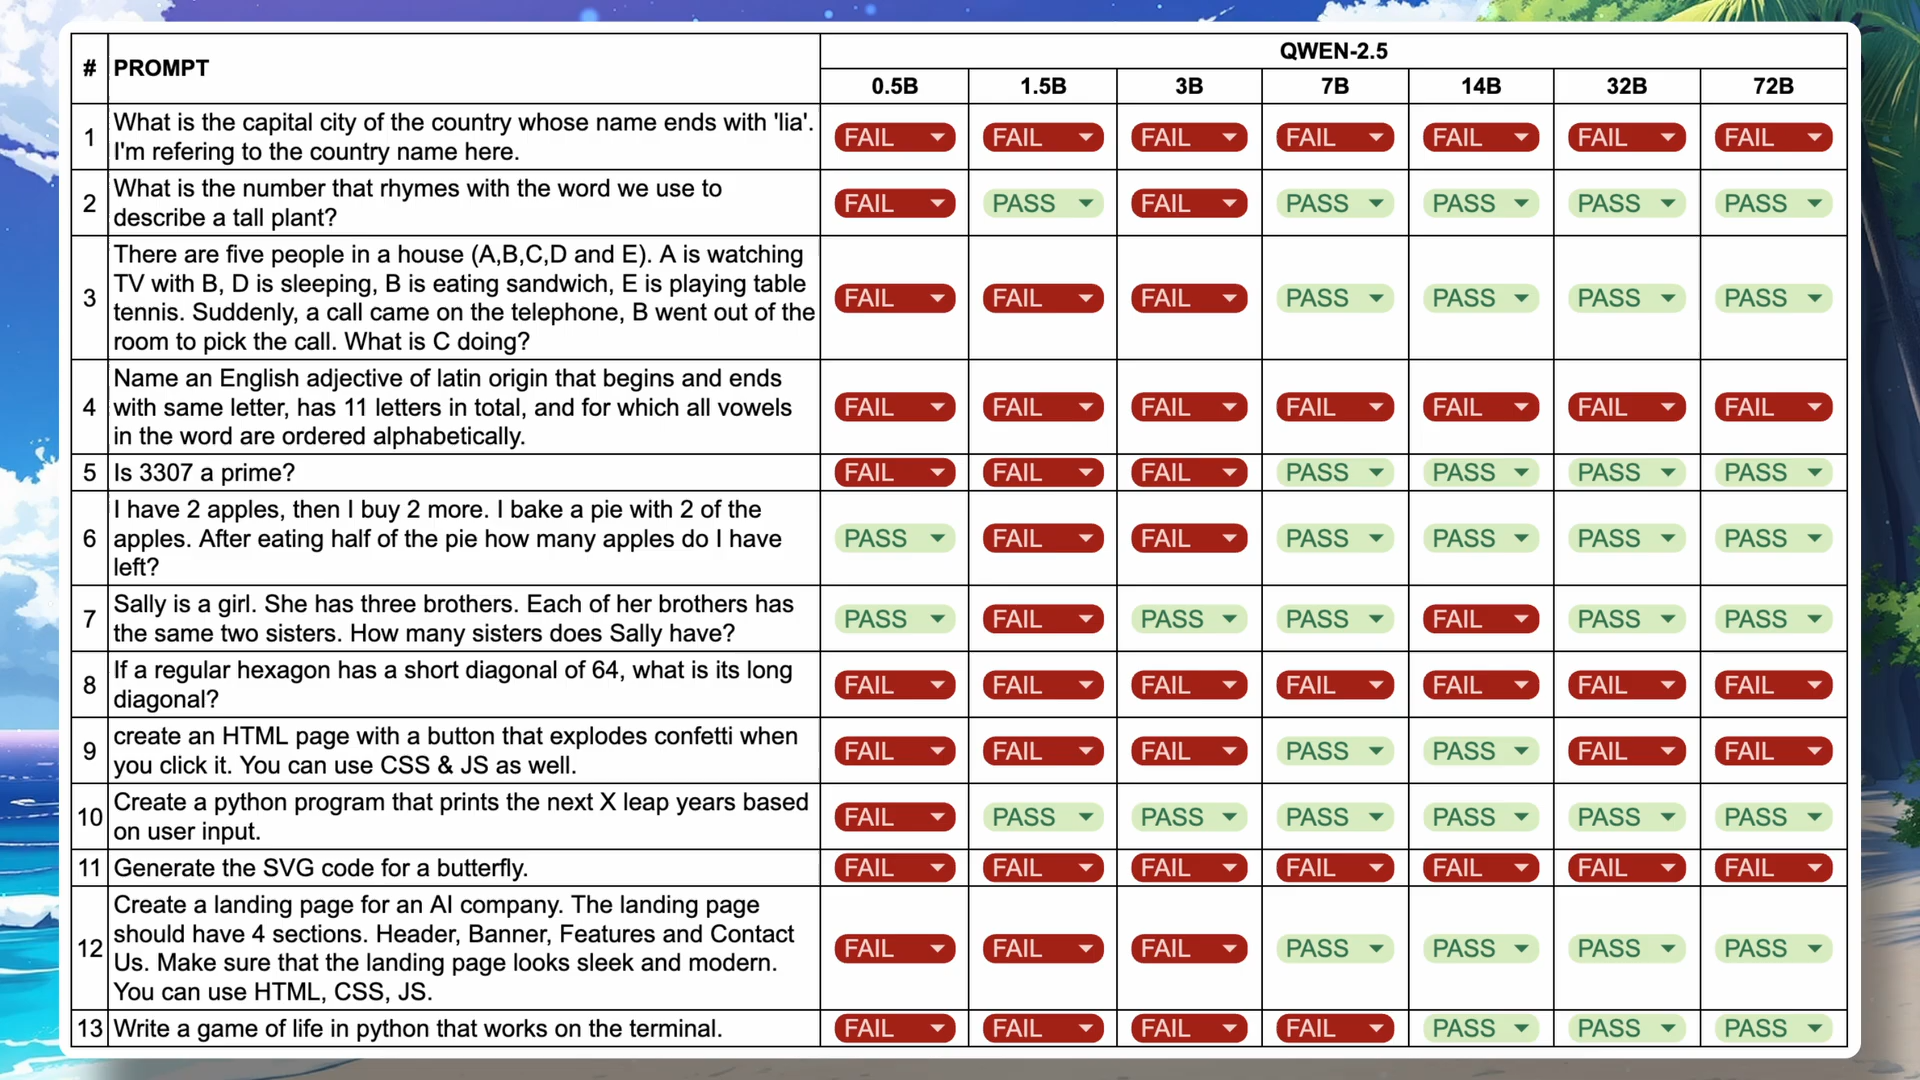 # PROMPT QWEN-2.5
0.5B 1.5B 3B 7B 14B 32B 72B
1 What is the capital city of the country whose name ends with 'lia'.
I'm refering to the country name here.
FAIL FAIL FAIL FAIL FAIL FAIL FAIL
2 What is the number that rhymes with the word we use to
describe a tall plant?
FAIL PASS FAIL PASS PASS PASS PASS
3 There are five people in a house (A,B,C,D and E). A is watching
TV with B, D is sleeping, B is eating sandwich, E is playing table
tennis. Suddenly, a call came on the telephone, B went out of the
room to pick the call. What is C doing?
FAIL FAIL FAIL PASS PASS PASS PASS
4 Name an English adjective of latin origin that begins and ends
with same letter, has 11 letters in total, and for which all vowels
in the word are ordered alphabetically.
FAIL FAIL FAIL FAIL FAIL FAIL FAIL
5 Is 3307 a prime? FAIL FAIL FAIL PASS PASS PASS PASS
6 I have 2 apples, then I buy 2 more. I bake a pie with 2 of the
apples. After eating half of the pie how many apples do I have
left?
PASS FAIL FAIL PASS PASS PASS PASS
7 Sally is a girl. She has three brothers. Each of her brothers has
the same two sisters. How many sisters does Sally have?
PASS FAIL PASS PASS FAIL PASS PASS
8 If a regular hexagon has a short diagonal of 64, what is its long
diagonal?
FAIL FAIL FAIL FAIL FAIL FAIL FAIL
9 create an HTML page with a button that explodes confetti when
you click it. You can use CSS & JS as well.
FAIL FAIL FAIL PASS PASS FAIL FAIL
10 Create a python program that prints the next X leap years based
on user input.
FAIL PASS PASS PASS PASS PASS PASS
11 Generate the SVG code for a butterfly. FAIL FAIL FAIL FAIL FAIL FAIL FAIL
12 Create a landing page for an AI company. The landing page
should have 4 sections. Header, Banner, Features and Contact
Us. Make sure that the landing page looks sleek and modern.
You can use HTML, CSS, JS.
FAIL FAIL FAIL PASS PASS PASS PASS
13 Write a game of life in python that works on the terminal. FAIL FAIL FAIL FAIL PASS PASS PASS